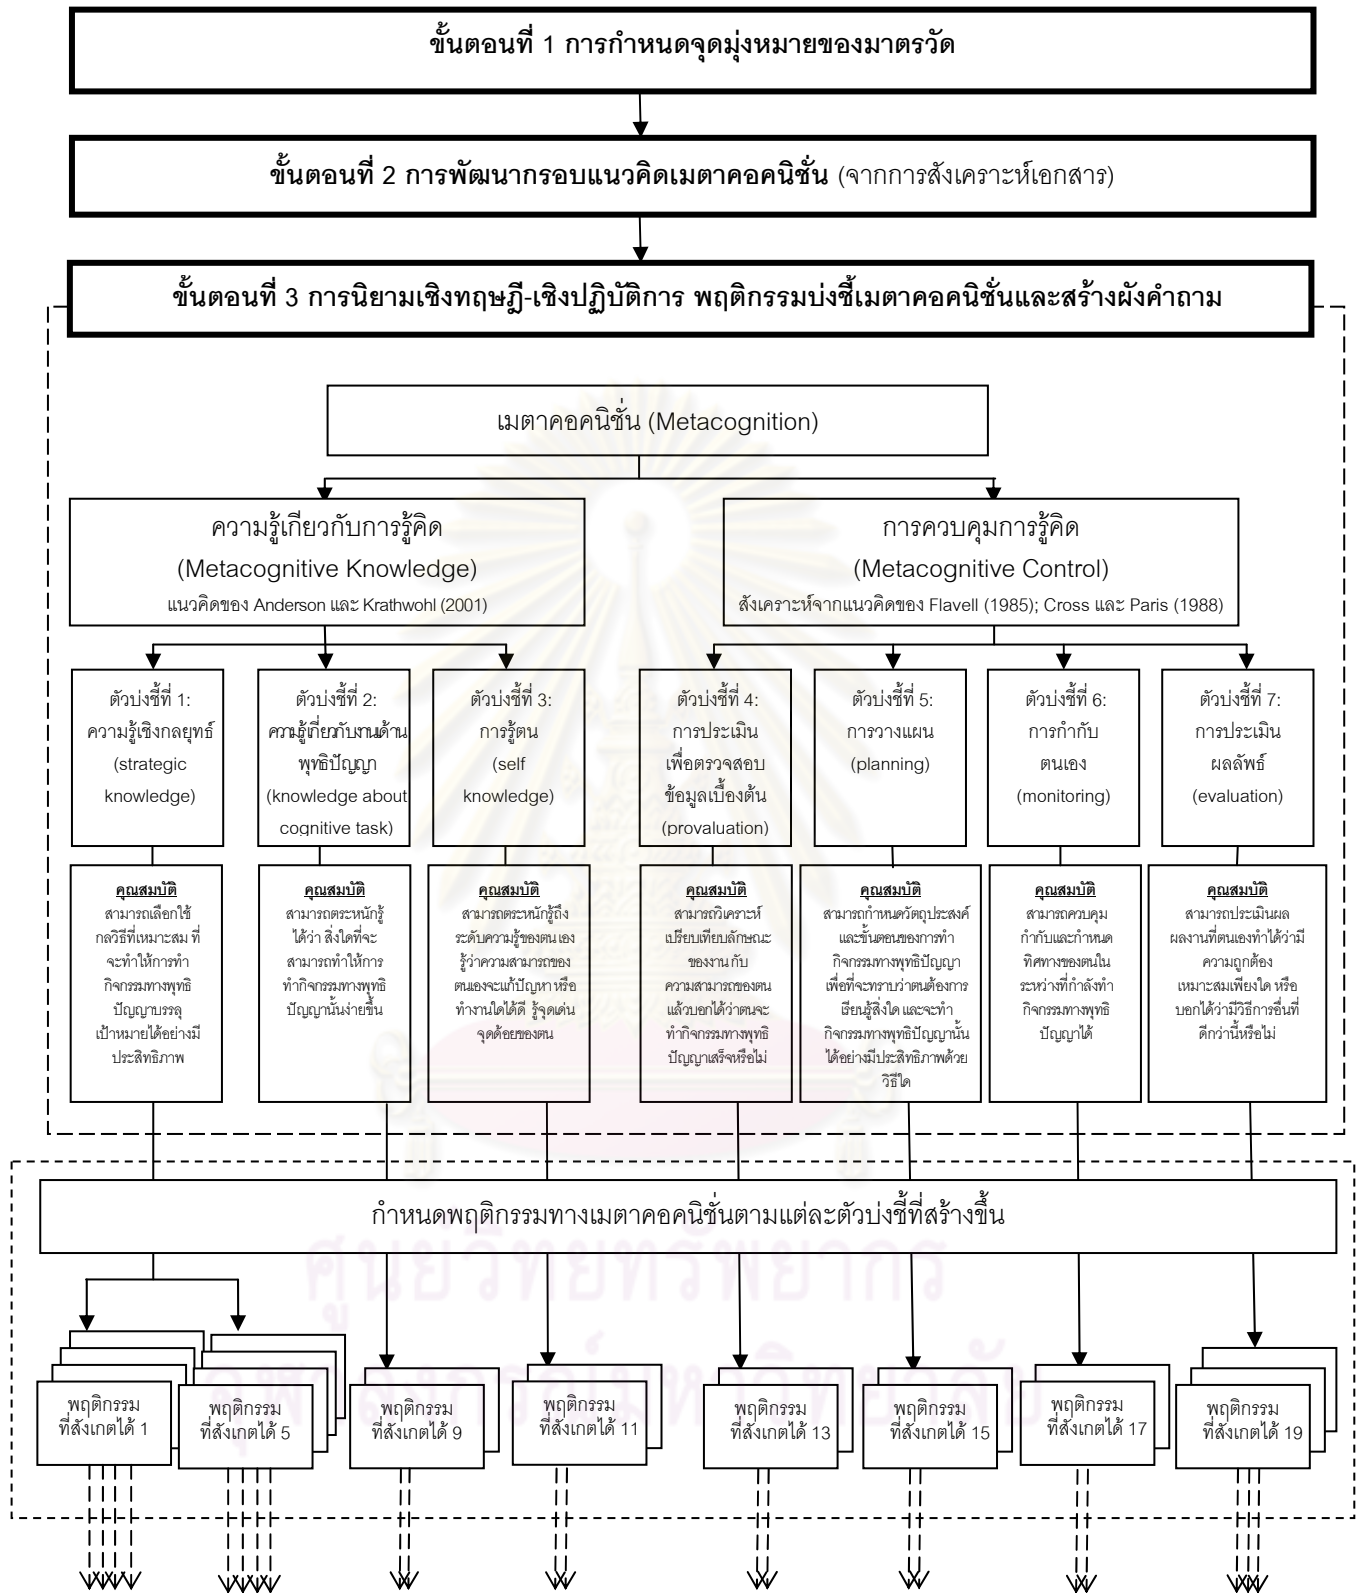 ขั้นตอนที่ 1 การกำหนดจุดมุ่งหมายของมาตรวัด
ขั้นตอนที่ 2 การพัฒนากรอบแนวคิดเมตาคอคนิชั่น (จากการสังเคราะห์เอกสาร)
ขั้นตอนที่ 3 การนิยามเชิงทฤษฎี-เชิงปฏิบัติการ พฤติกรรมบ่งชี้เมตาคอคนิชั่นและสร้างผังคำถาม
เมตาคอคนิชั่น (Metacognition)
ความรู้เกี่ยวกับการรู้คิด
(Metacognitive Knowledge)
แนวคิดของ Anderson และ Krathwohl (2001)
การควบคุมการรู้คิด
(Metacognitive Control)
สังเคราะห์จากแนวคิดของ Flavell (1985); Cross และ Paris (1988)
ตัวบ่งชี้ที่ 1:
ความรู้เชิงกลยุทธ์
(strategic
knowledge)
ตัวบ่งชี้ที่ 2:
ความรู้เกี่ยวกับงานด้าน
พุทธิปัญญา
(knowledge about
cognitive task)
ตัวบ่งชี้ที่ 3:
การรู้ตน
(self
knowledge)
ตัวบ่งชี้ที่ 4:
การประเมิน
เพื่อตรวจสอบ
ข้อมูลเบื้องต้น
(provaluation)
ตัวบ่งชี้ที่ 5:
การวางแผน
(planning)
ตัวบ่งชี้ที่ 6:
การกำกับ
ตนเอง
(monitoring)
ตัวบ่งชี้ที่ 7:
การประเมิน
ผลลัพธ์
(evaluation)
คุณสมบัติ
สามารถเลือกใช้
กลวิธีที่เหมาะสม ที่
จะทำให้การทำ
กิจกรรมทางพุทธิ
ปัญญาบรรลุ
เป้าหมายได้อย่างมี
ประสิทธิภาพ
คุณสมบัติ
สามารถตระหนักรู้
ได้ว่า สิ่งใดที่จะ
สามารถทำให้การ
ทำกิจกรรมทางพุทธิ
ปัญญานั้นง่ายขึ้น
คุณสมบัติ
สามารถตระหนักรู้ถึง
ระดับความรู้ของตนเอง
รู้ว่าความสามารถของ
ตนเองจะแก้ปัญหา หรือ
ทำงานใดได้ดี รู้จุดเด่น
จุดด้อยของตน
คุณสมบัติ
สามารถวิเคราะห์
เปรียบเทียบลักษณะ
ของงาน กับ
ความสามารถของตน
แล้วบอกได้ว่าตนจะ
ทำกิจกรรมทางพุทธิ
ปัญญาเสร็จหรือไม่
คุณสมบัติ
สามารถกำหนดวัตถุประสงค์
และขั้นตอนของการทำ
กิจกรรมทางพุทธิปัญญา
เพื่อที่จะทราบว่าตนต้องการ
เรียนรู้สิ่งใด และจะทำ
กิจกรรมทางพุทธิปัญญานั้น
ได้อย่างมีประสิทธิภาพด้วย
วิธีใด
คุณสมบัติ
สามารถควบคุม
กำกับและกำหนด
ทิศทางของตนใน
ระหว่างที่กำลังทำ
กิจกรรมทางพุทธิ
ปัญญาได้
คุณสมบัติ
สามารถประเมินผล
ผลงานที่ตนเองทำได้ว่ามี
ความถูกต้อง
เหมาะสมเพียงใด หรือ
บอกได้ว่ามีวิธีการอื่นที่
ดีกว่านี้หรือไม่
กำหนดพฤติกรรมทางเมตาคอคนิชั่นตามแต่ละตัวบ่งชี้ที่สร้างขึ้น
ศูนย์วิทยทรัพยากร
จุฬาลงกรณ์มหาวิทยาลัย
พฤติกรรม
ที่สังเกตได้ 1
พฤติกรรม
ที่สังเกตได้ 5
พฤติกรรม
ที่สังเกตได้ 9
พฤติกรรม
ที่สังเกตได้ 11
พฤติกรรม
ที่สังเกตได้ 13
พฤติกรรม
ที่สังเกตได้ 15
พฤติกรรม
ที่สังเกตได้ 17
พฤติกรรม
ที่สังเกตได้ 19